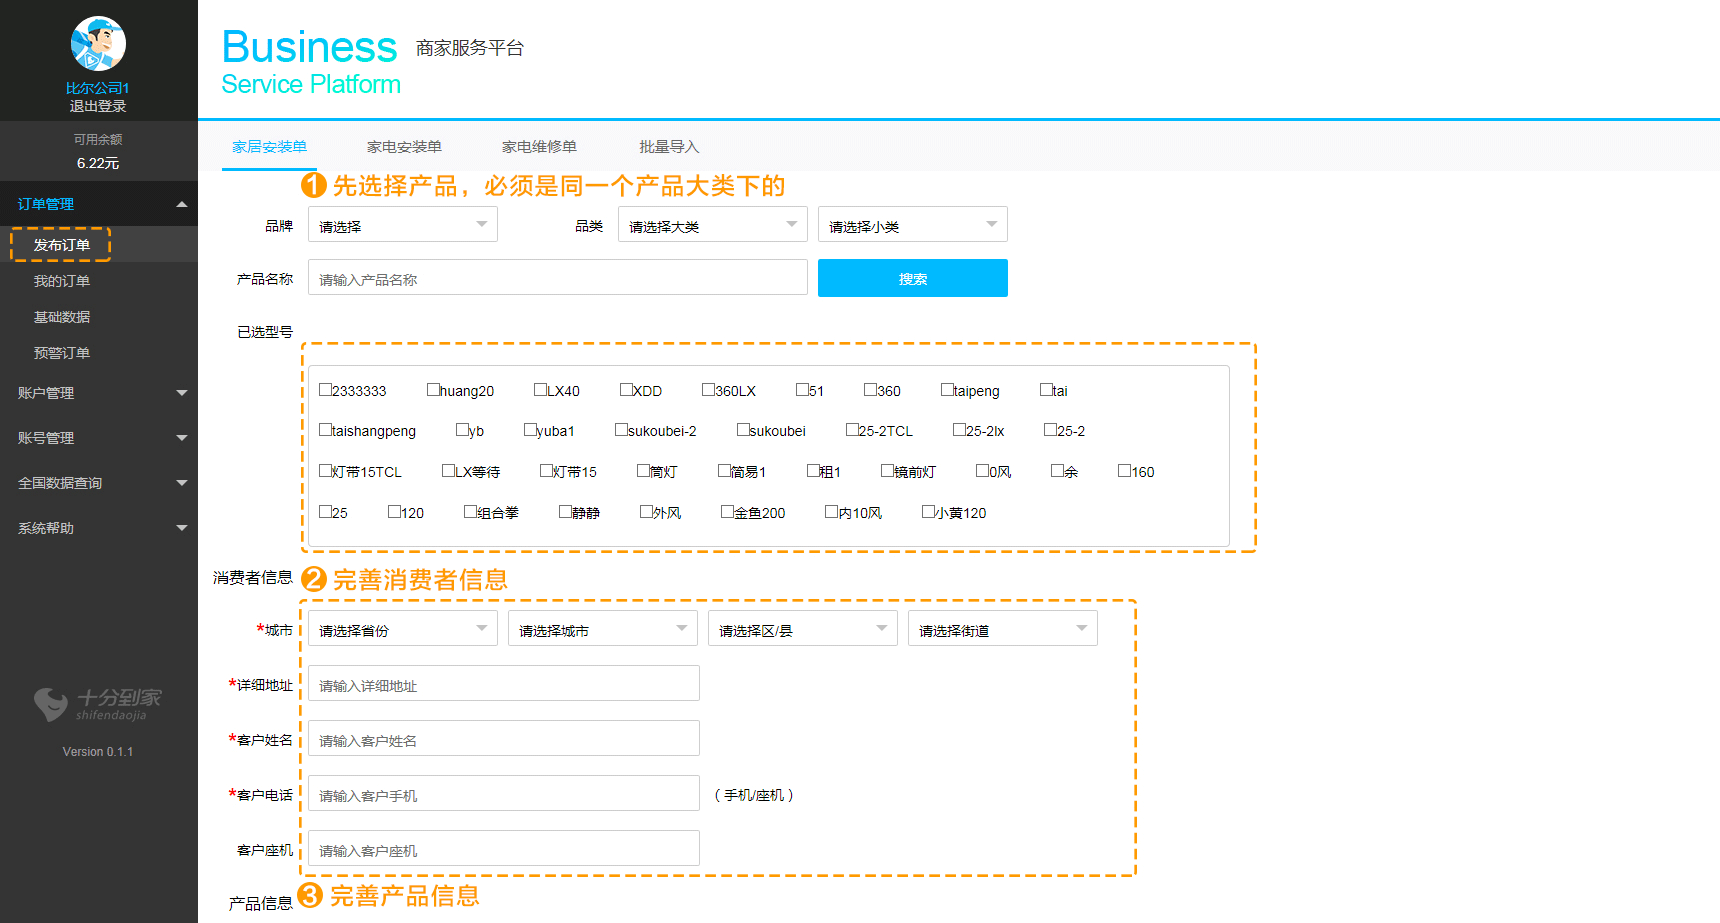 比尔公司1
退出登录
可用余额
6.22元
订单管理
发布订单
我的订单
基础数据
预警订单
账户管理
账号管理
全国数据查询
系统帮助
十分到家
shifendaojia
Version 0.1.1
Business 商家服务平台
Service Platform
家居安装单 家电安装单 家电维修单 批量导入
1 先选择产品，必须是同一个产品大类下的
品牌 请选择 品类 请选择大类 请选择小类
产品名称 请输入产品名称 搜索
已选型号
2333333 huang20 LX40 XDD 360LX 51 360 taipeng tai
taishangpeng yb yuba1 sukoubei-2 sukoubei 25-2TCL 25-2lx 25-2
灯带15TCL LX等待 灯带15 筒灯 简易1 租1 镜前灯 0风 余 160
25 120 组合拳 静静 外风 金鱼200 内10风 小黄120
消费者信息 2 完善消费者信息
*城市 请选择省份 请选择城市 请选择区/县 请选择街道
*详细地址 请输入详细地址
*客户姓名 请输入客户姓名
*客户电话 请输入客户手机 （手机/座机）
客户座机 请输入客户座机
产品信息 3 完善产品信息